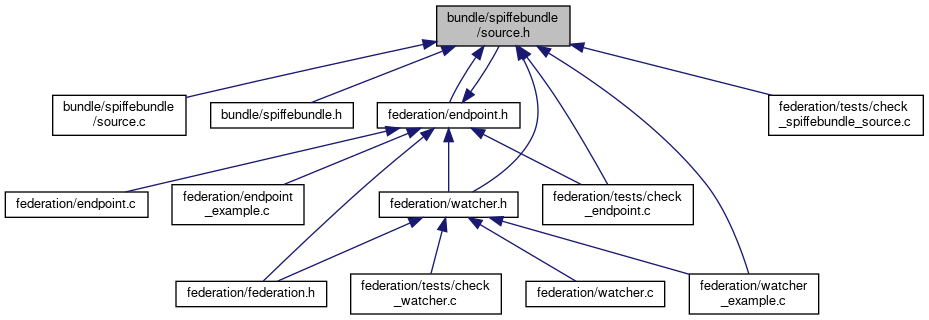 bundle/spiffebundle
/source.h
bundle/spiffebundle
/source.c
bundle/spiffebundle.h
federation/endpoint.h
federation/tests/check
_spiffebundle_source.c
federation/endpoint.c
federation/endpoint
_example.c
federation/watcher.h
federation/tests/check
_endpoint.c
federation/federation.h
federation/tests/check
_watcher.c
federation/watcher.c
federation/watcher
_example.c